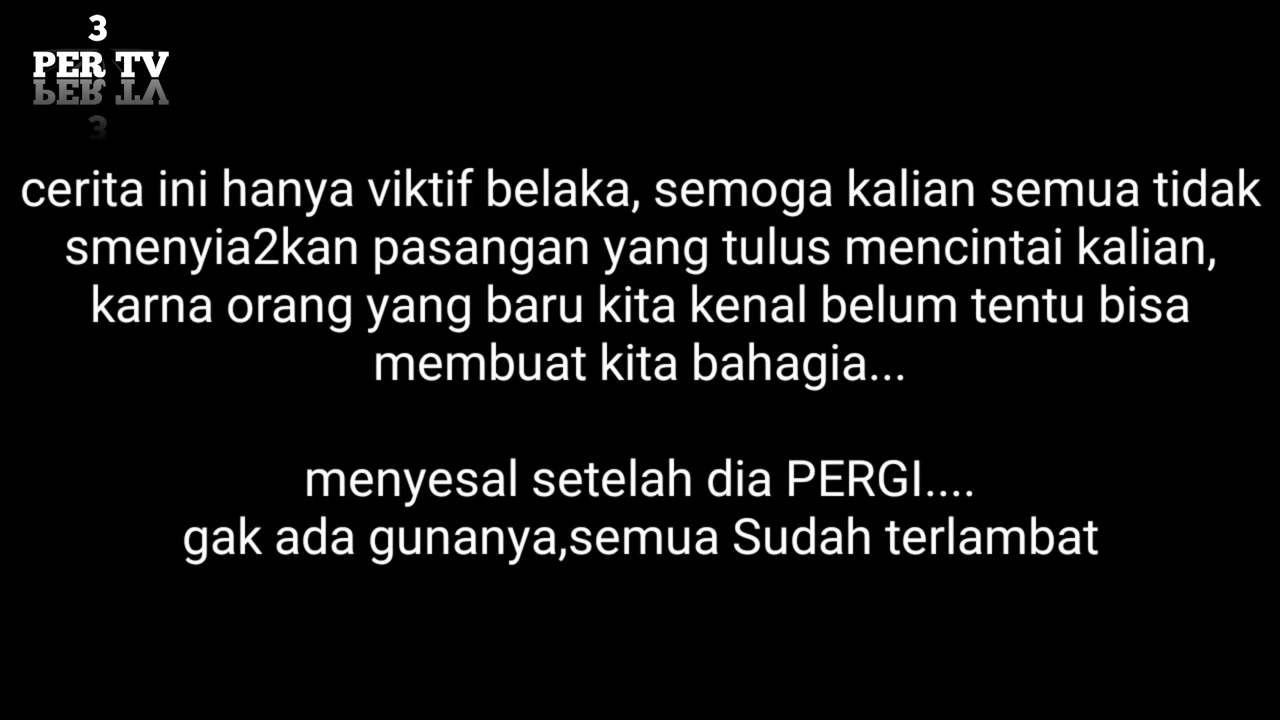 3
PER TV
cerita ini hanya viktif belaka, semoga kalian semua tidak
smenyia2kan pasangan yang tulus mencintai kalian,
karna orang yang baru kita kenal belum tentu bisa
membuat kita bahagia...
menyesal setelah dia PERGI....
gak ada gunanya,semua Sudah terlambat